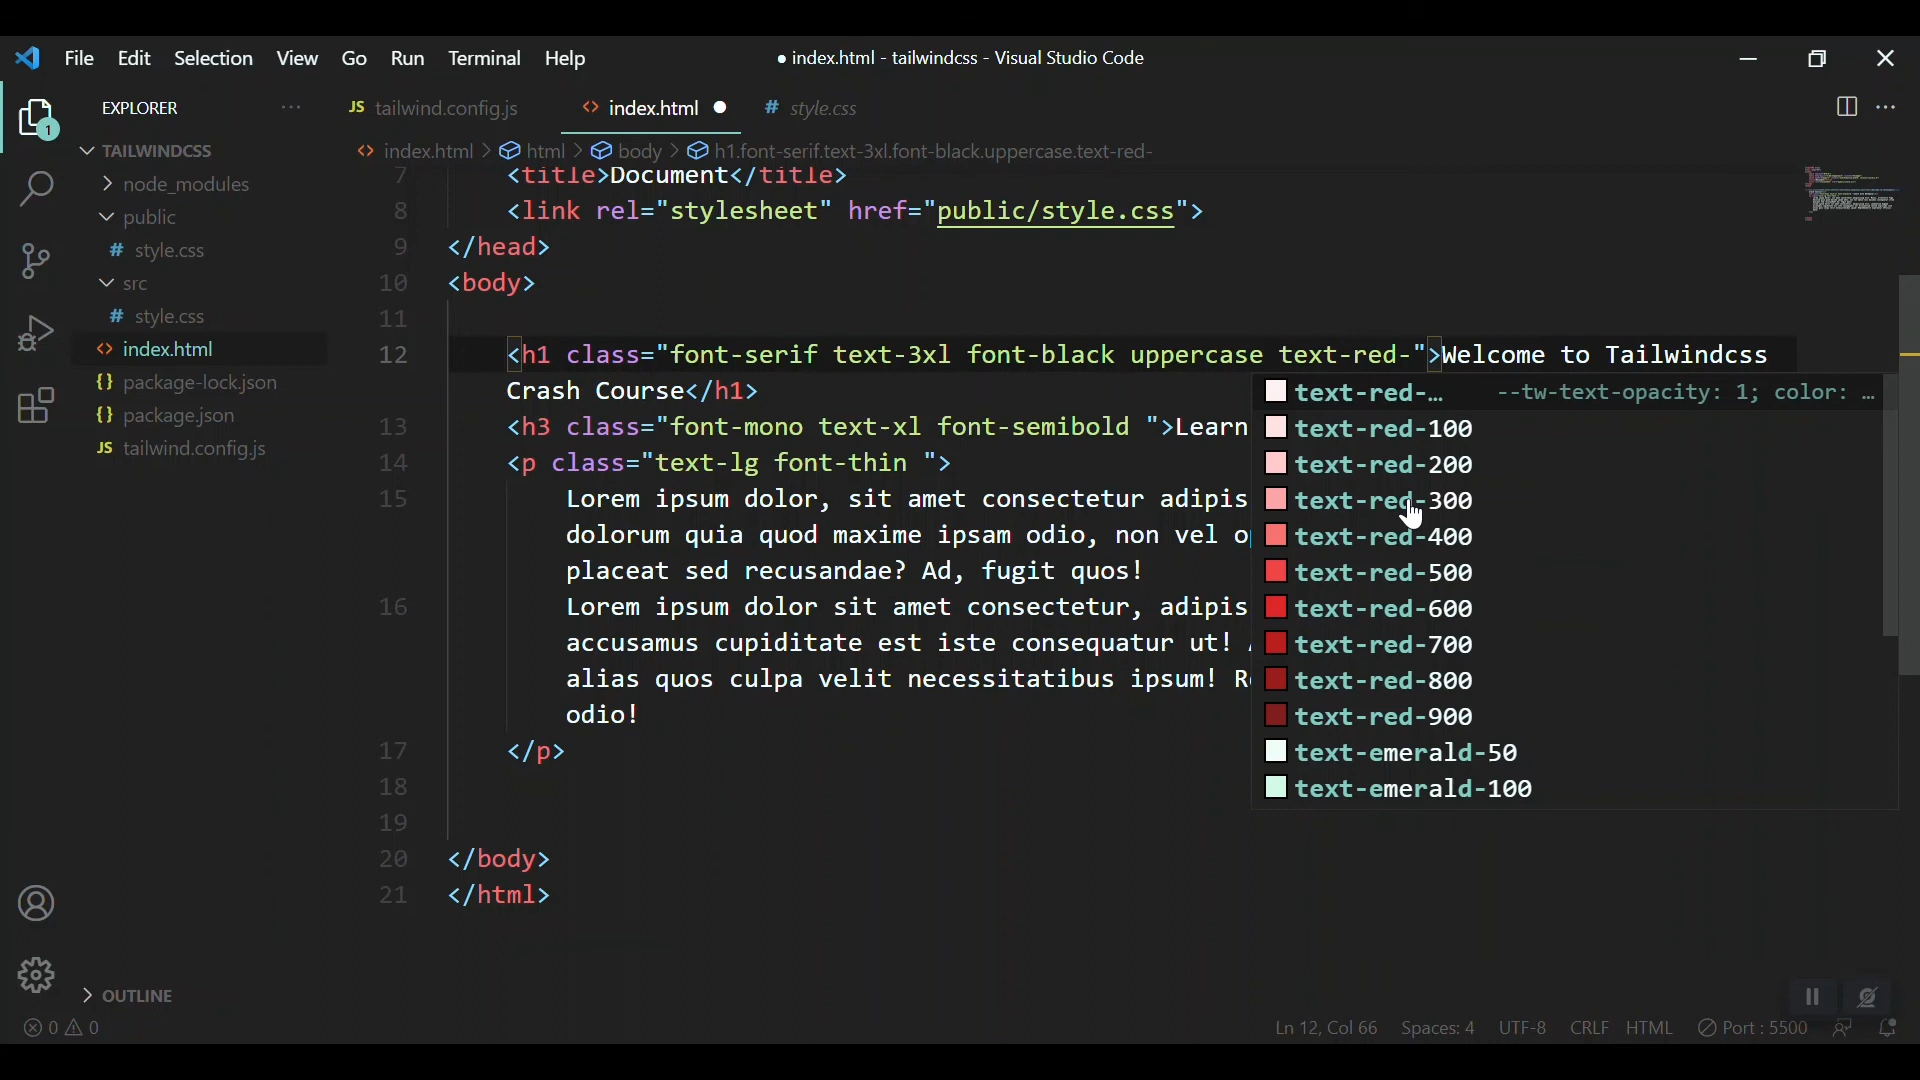 File Edit Selection View Go Run Terminal Help
● index.html - tailwindcss - Visual Studio Code
EXPLORER ...
1
TAILWINDCSS
node_modules
public
# style.css
src
# style.css
<> index.html
{} package-lock.json
{} package.json
JS tailwind.config.js
OUTLINE
JS tailwind.config.js <> index.html ● # style.css
<> index.html > html > body > h1.font-serif.text-3xl.font-black.uppercase.text-red-
7 <title>Document</title>
8 <link rel="stylesheet" href="public/style.css">
9 </head>
10 <body>
11
12 <h1 class="font-serif text-3xl font-black uppercase text-red-">Welcome to Tailwindcss
Crash Course</h1>
13 <h3 class="font-mono text-xl font-semibold ">Learn
14 <p class="text-lg font-thin ">
15 Lorem ipsum dolor, sit amet consectetur adipis
dolorum quia quod maxime ipsam odio, non vel o
placeat sed recusandae? Ad, fugit quos!
16 Lorem ipsum dolor sit amet consectetur, adipis
accusamus cupiditate est iste consequatur ut!
alias quos culpa velit necessitatibus ipsum! R
odio!
17 </p>
18
19
20 </body>
21 </html>
text-red-… --tw-text-opacity: 1; color: …
text-red-100
text-red-200
text-red-300
text-red-400
text-red-500
text-red-600
text-red-700
text-red-800
text-red-900
text-emerald-50
text-emerald-100
0 0 Ln 12, Col 66 Spaces: 4 UTF-8 CRLF HTML Port : 5500